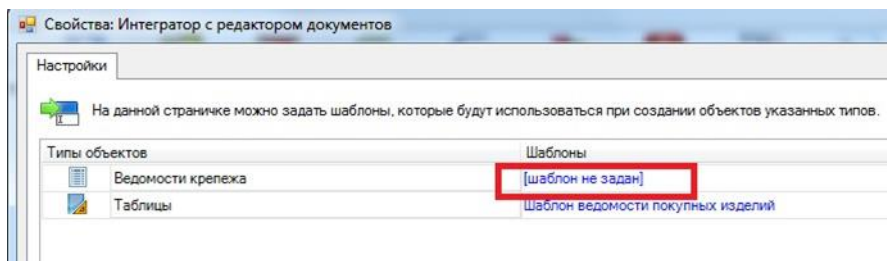 Свойства: Интегратор с редактором документов
Настройки
На данной страничке можно задать шаблоны, которые будут использоваться при создании объектов указанных типов.
Типы объектов Шаблоны
Ведомости крепежа [шаблон не задан]
Таблицы Шаблон ведомости покупных изделий